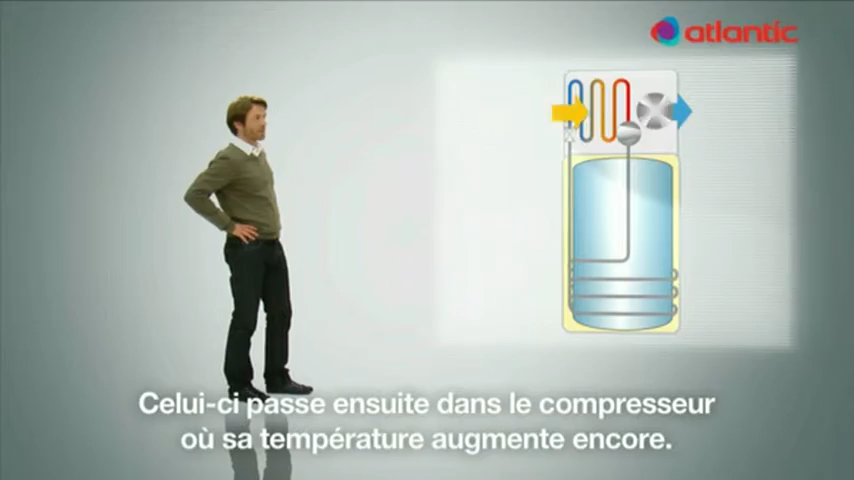 atlantic
Celui-ci passe ensuite dans le compresseur
où sa température augmente encore.